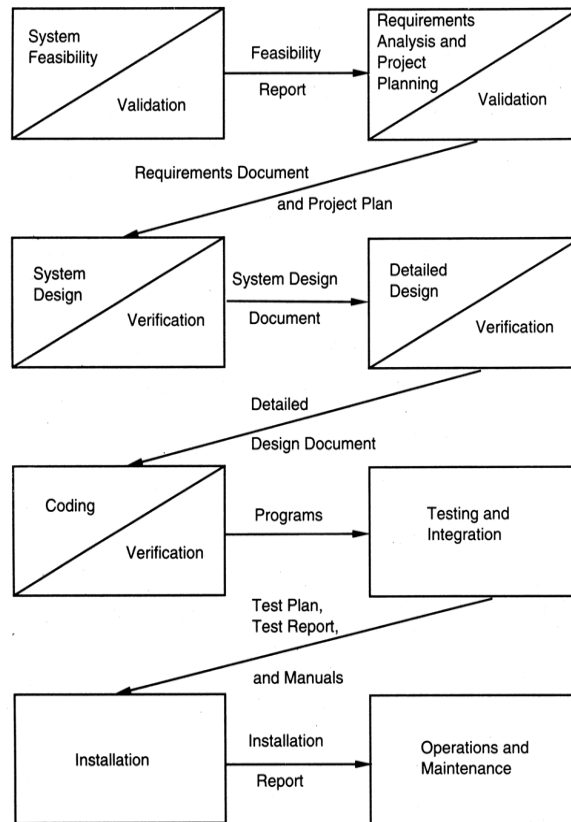 System
Feasibility
Validation
Feasibility
Report
Requirements
Analysis and
Project
Planning
Validation
Requirements Document
and Project Plan
System
Design
Verification
System Design
Document
Detailed
Design
Verification
Detailed
Design Document
Coding
Verification
Programs
Testing and
Integration
Test Plan,
Test Report,
and Manuals
Installation
Installation
Report
Operations and
Maintenance